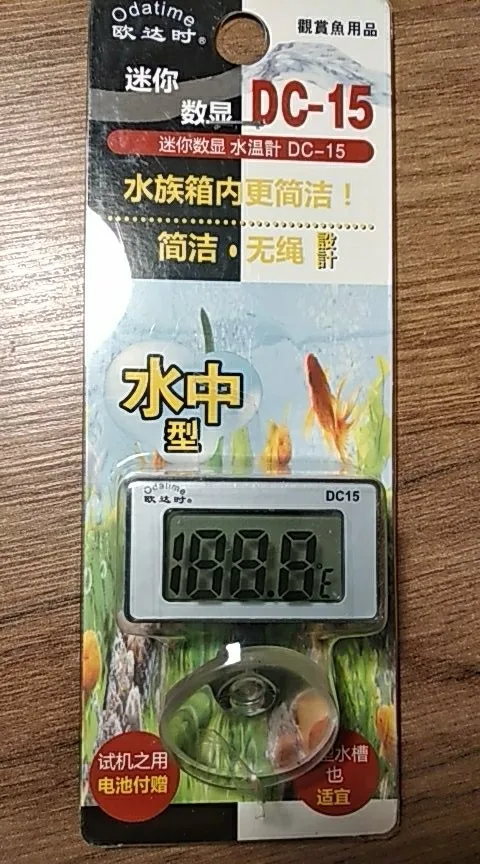 Odatime
欧达时®
觀賞魚用品
迷你
数显 DC-15
迷你数显 水温計 DC-15
水族箱内更简洁！
简洁·无绳 設計
水中
型
Odatime
欧达时®
DC15
188.8°E
试机之用
电池付赠
型水槽
也
适宜